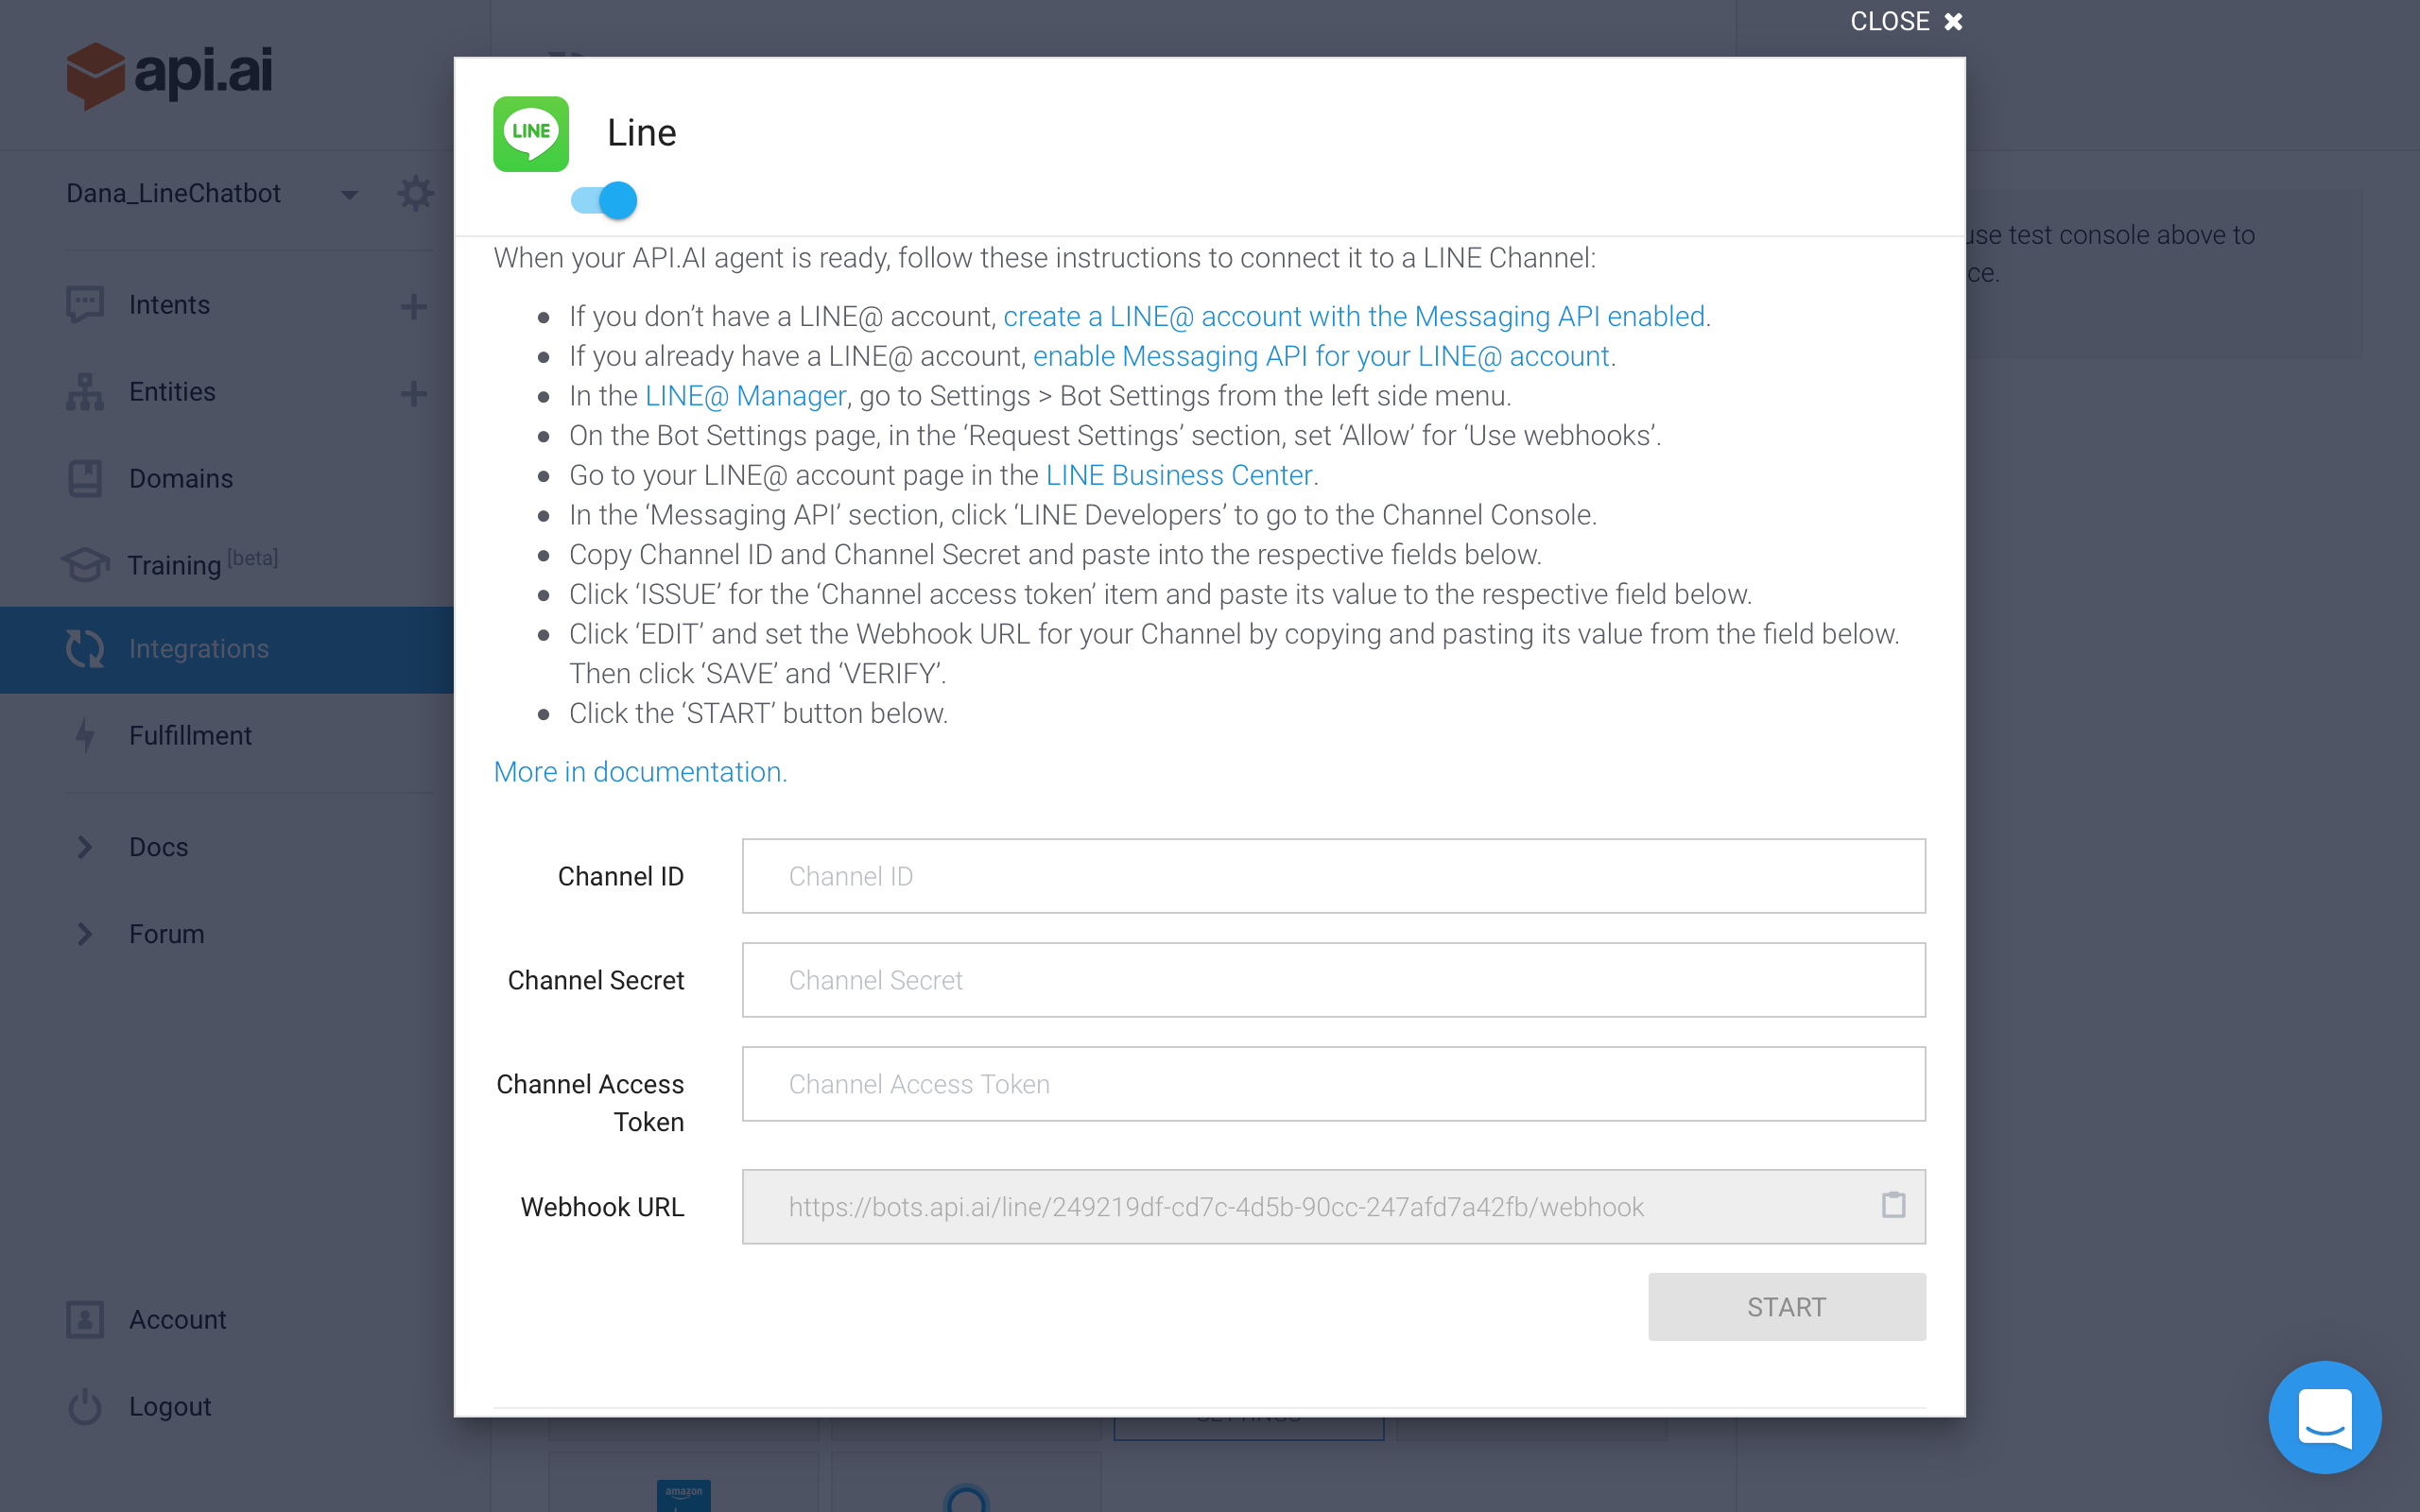 CLOSE ✖
api.ai
Dana_LineChatbot
Intents
Entities
Domains
Training [beta]
Integrations
Fulfillment
Docs
Forum
Account
Logout
LINE
Line
When your API.AI agent is ready, follow these instructions to connect it to a LINE Channel:
● If you don’t have a LINE@ account, create a LINE@ account with the Messaging API enabled.
● If you already have a LINE@ account, enable Messaging API for your LINE@ account.
● In the LINE@ Manager, go to Settings > Bot Settings from the left side menu.
● On the Bot Settings page, in the ‘Request Settings’ section, set ‘Allow’ for ‘Use webhooks’.
● Go to your LINE@ account page in the LINE Business Center.
● In the ‘Messaging API’ section, click ‘LINE Developers’ to go to the Channel Console.
● Copy Channel ID and Channel Secret and paste into the respective fields below.
● Click ‘ISSUE’ for the ‘Channel access token’ item and paste its value to the respective field below.
● Click ‘EDIT’ and set the Webhook URL for your Channel by copying and pasting its value from the field below.
Then click ‘SAVE’ and ‘VERIFY’.
● Click the ‘START’ button below.
More in documentation.
Channel ID
Channel ID
Channel Secret
Channel Secret
Channel Access
Token
Channel Access Token
Webhook URL
https://bots.api.ai/line/249219df-cd7c-4d5b-90cc-247afd7a42fb/webhook
START
use test console above to
ce.
amazon